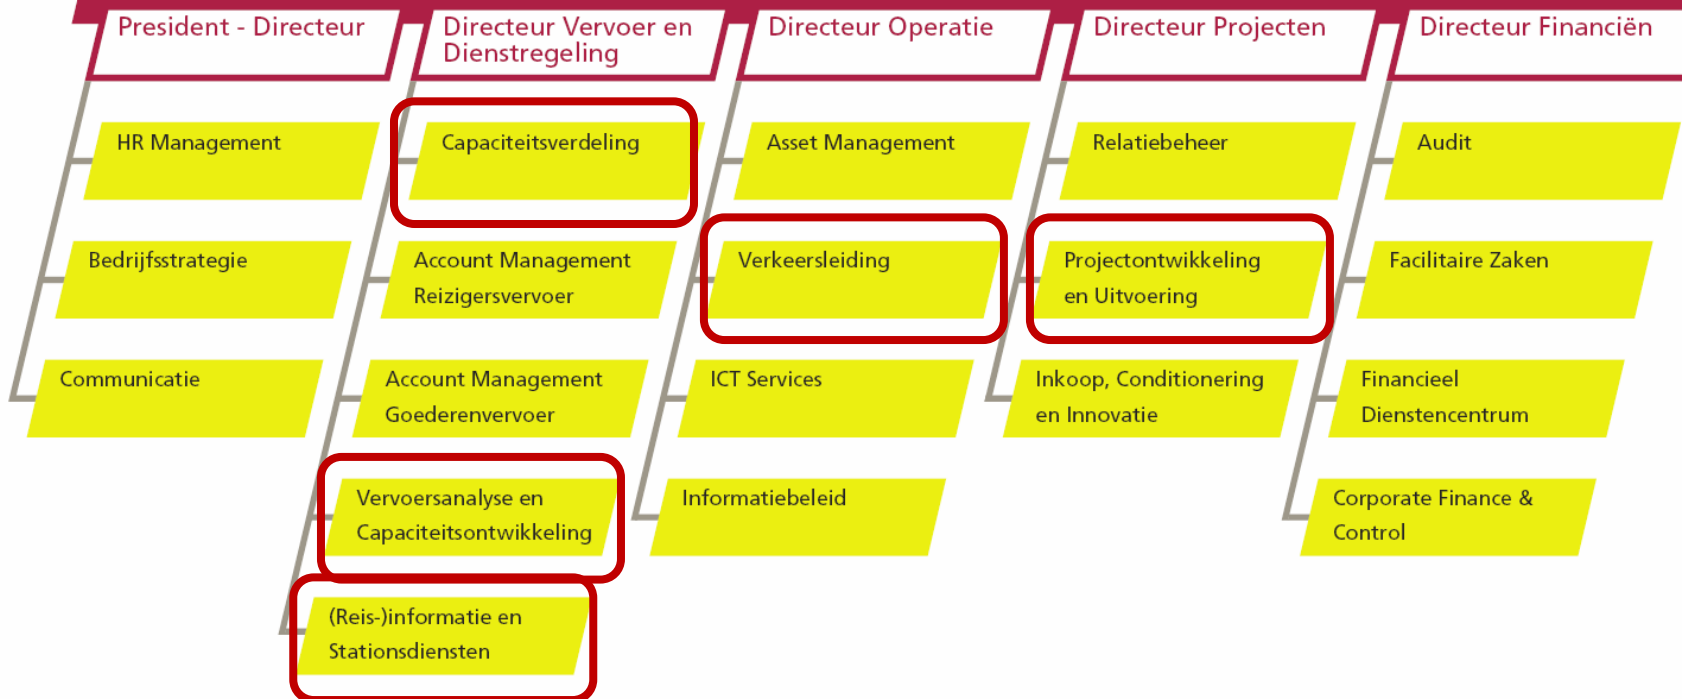 President - Directeur
HR Management
Bedrijfsstrategie
Communicatie
Directeur Vervoer en
Dienstregeling
Capaciteitsverdeling
Account Management
Reizigersvervoer
Account Management
Goederenvervoer
Vervoersanalyse en
Capaciteitsontwikkeling
(Reis-)informatie en
Stationsdiensten
Directeur Operatie
Asset Management
Verkeersleiding
ICT Services
Informatiebeleid
Directeur Projecten
Relatiebeheer
Projectontwikkeling
en Uitvoering
Inkoop, Conditionering
en Innovatie
Directeur Financiën
Audit
Facilitaire Zaken
Financieel
Dienstencentrum
Corporate Finance &
Control